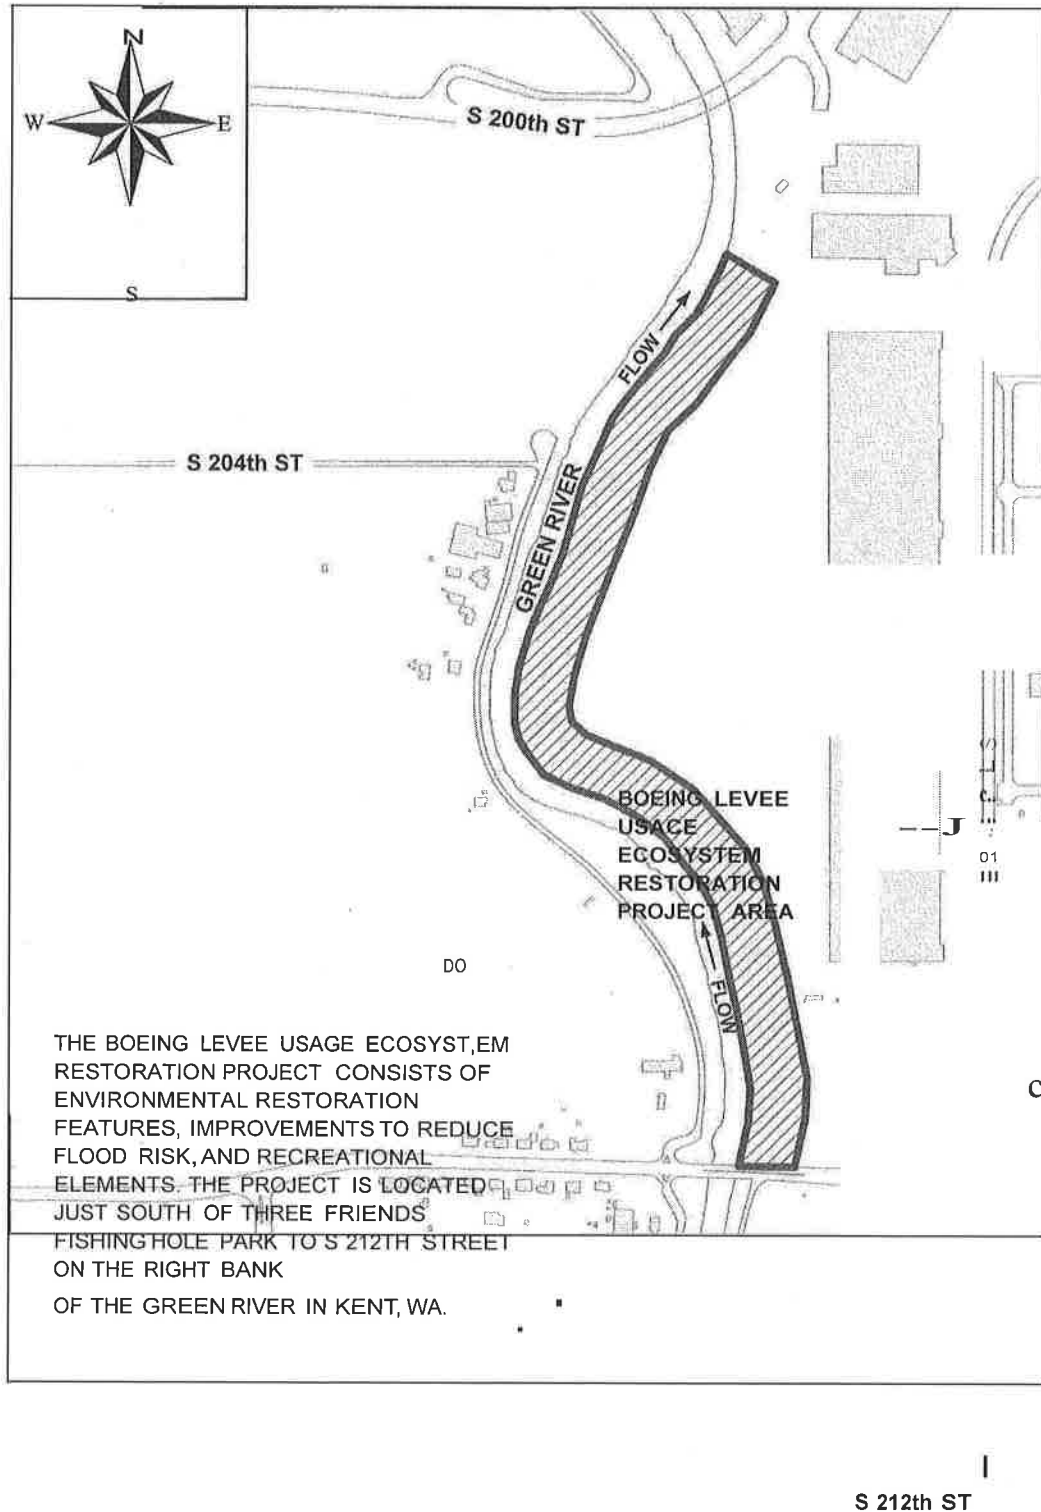 N
W E
S
S 200th ST
FLOW
S 204th ST
GREEN RIVER
BOEING LEVEE
USACE
ECOSYSTEM
RESTORATION
PROJECT AREA
--J
01
DO
FLOW
THE BOEING LEVEE USAGE ECOSYST,EM
RESTORATION PROJECT CONSISTS OF
ENVIRONMENTAL RESTORATION
FEATURES, IMPROVEMENTS TO REDUCE
FLOOD RISK, AND RECREATIONAL
ELEMENTS. THE PROJECT IS LOCATED
JUST SOUTH OF THREE FRIENDS
FISHING HOLE PARK TO S 212TH STREET
ON THE RIGHT BANK
OF THE GREEN RIVER IN KENT, WA.
S 212th ST